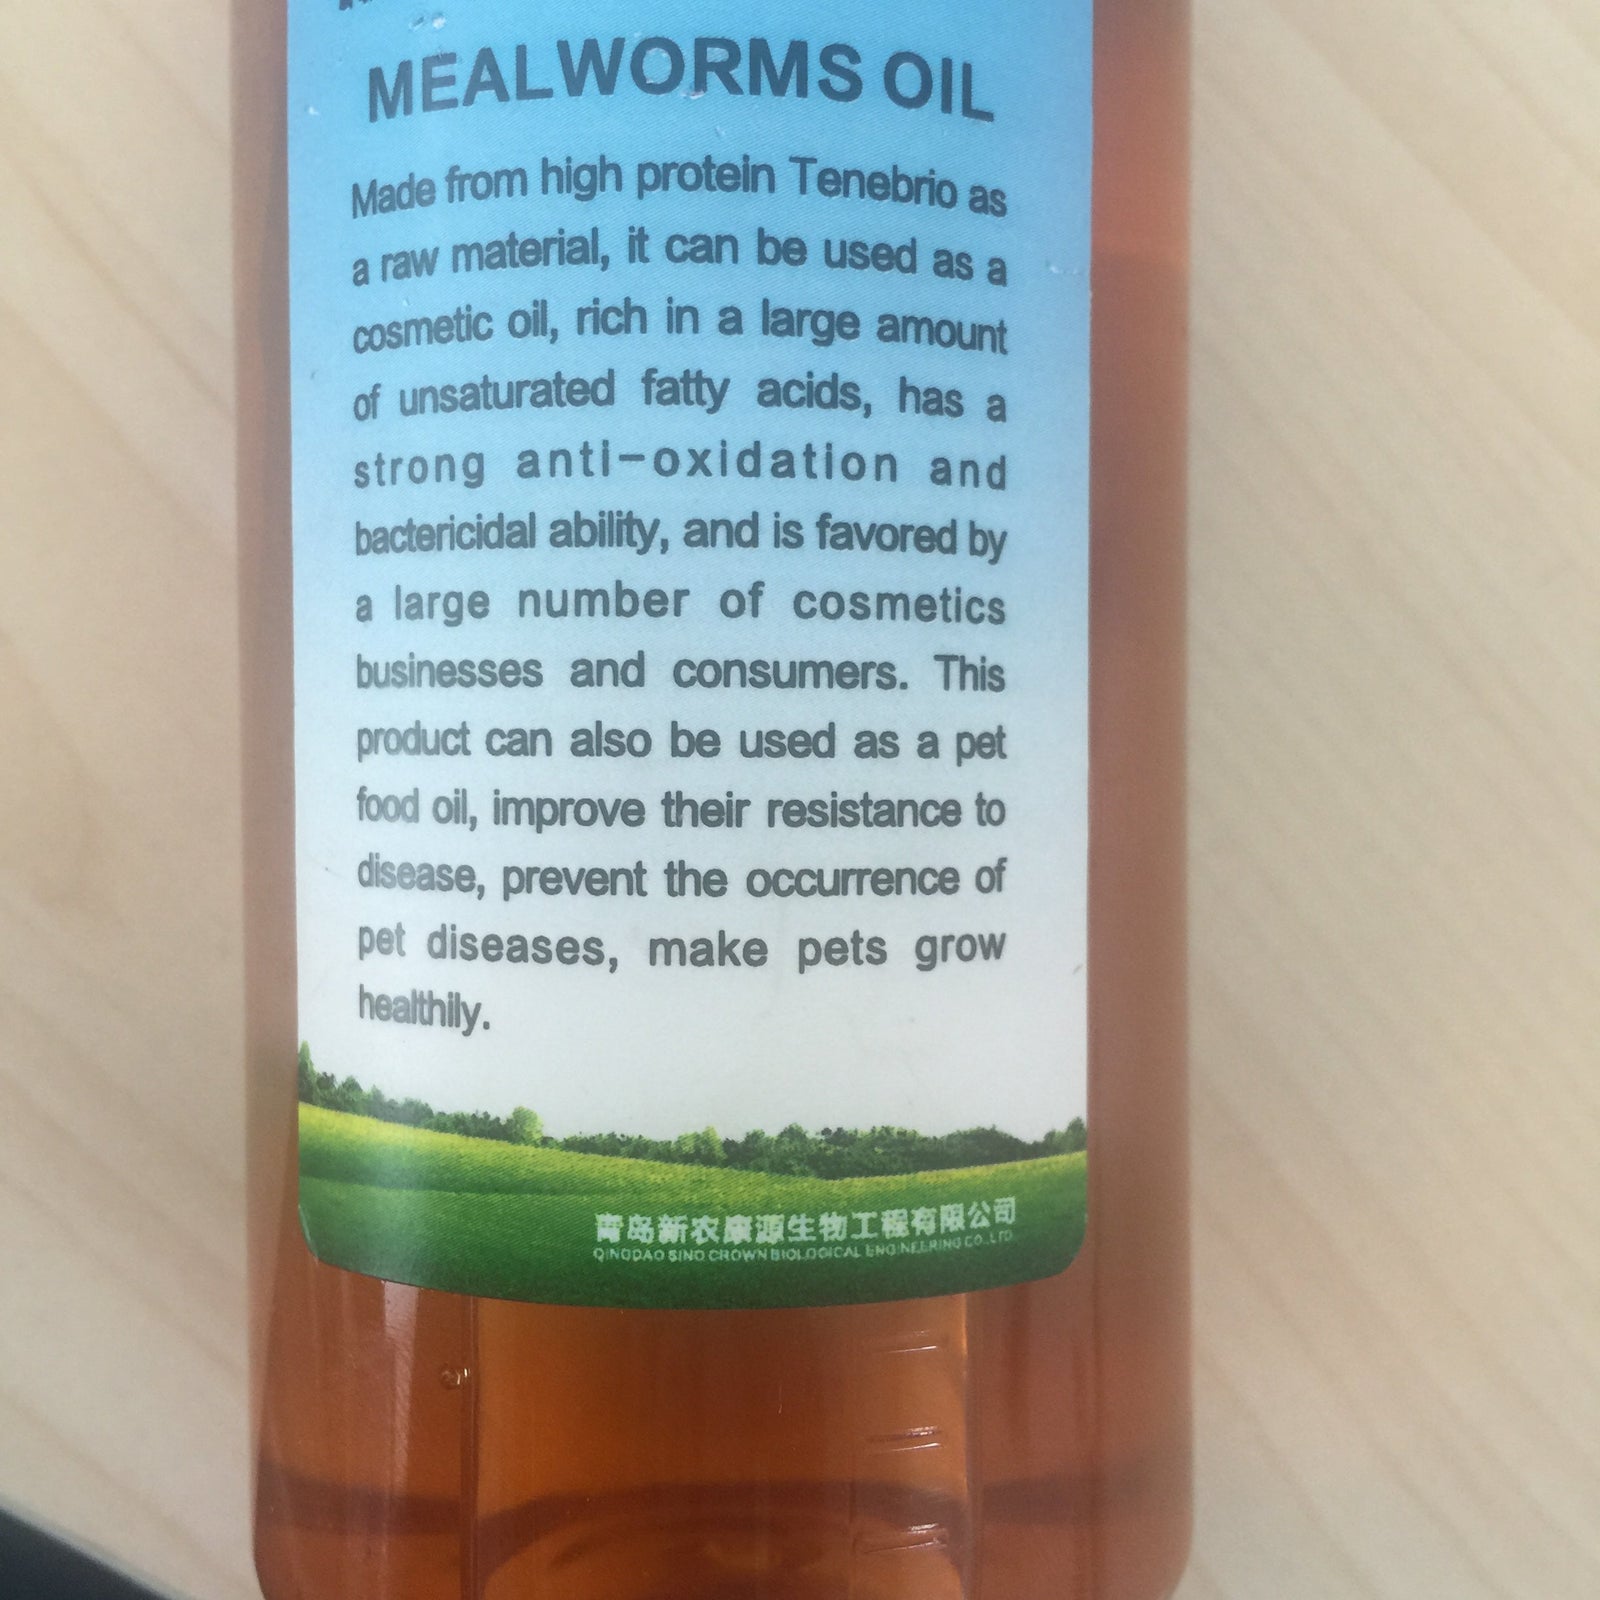 MEALWORMS OIL
Made from high protein Tenebrio as
a raw material, it can be used as a
cosmetic oil, rich in a large amount
of unsaturated fatty acids, has a
strong anti-oxidation and
bactericidal ability, and is favored by
a large number of cosmetics
businesses and consumers. This
product can also be used as a pet
food oil, improve their resistance to
disease, prevent the occurrence of
pet diseases, make pets grow
healthily.
青岛新农康源生物工程有限公司
QINGDAO SINO CROWN BIOLOGICAL ENGINEERING CO.,LTD.